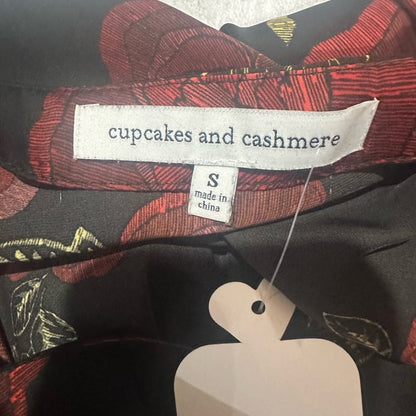 cupcakes and cashmere
S
made in
china